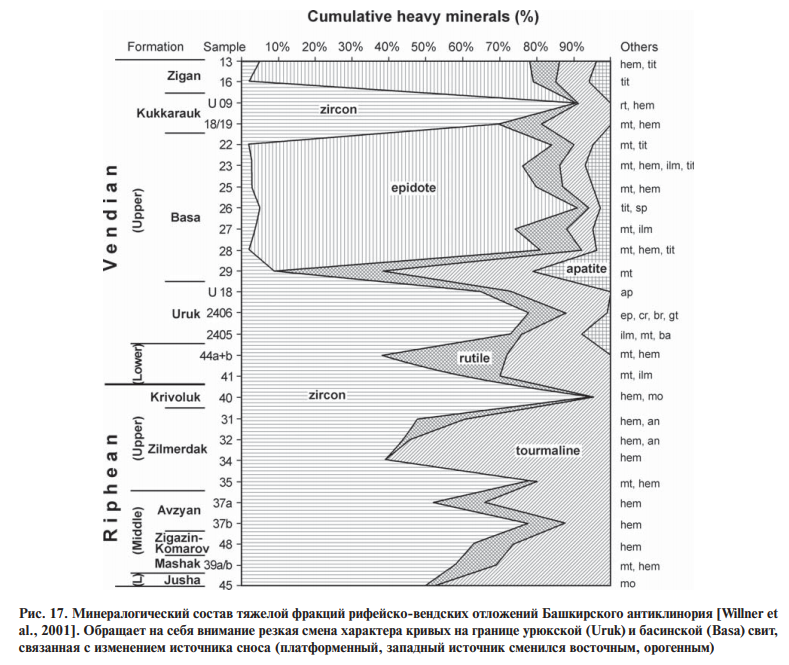 Cumulative heavy minerals (%)
Formation Sample 10% 20% 30% 40% 50% 60% 70% 80% 90% Others
13 hem, tit
Zigan
16 tit
U 09 rt, hem
Kukkarauk zircon
18/19 mt, hem
22 mt, tit
23 mt, hem, ilm, tit
epidote
25 mt, hem
Vendian
(Upper)
Basa
26 tit, sp
27 mt, ilm
28 mt, hem, tit
apatite
29 mt
U 18 ap
Uruk 2406 ep, cr, br, gt
2405 ilm, mt, ba
(Lower)
44a+b rutile mt, hem
41 mt, ilm
Krivoluk 40 zircon hem, mo
31 hem, an
32 hem, an
Riphean
(Upper)
Zilmerdak
tourmaline
34 hem
35 mt, hem
37a hem
Avzyan
37b hem
(Middle)
Zigazin-
Komarov
48 hem
Mashak 39a/b mt, hem
(L) Jusha 45 mo
Рис. 17. Минералогический состав тяжелой фракций рифейско-вендских отложений Башкирского антиклинория [Willner et
al., 2001]. Обращает на себя внимание резкая смена характера кривых на границе урюкской (Uruk) и басинской (Basa) свит,
связанная с изменением источника сноса (платформенный, западный источник сменился восточным, орогенным)